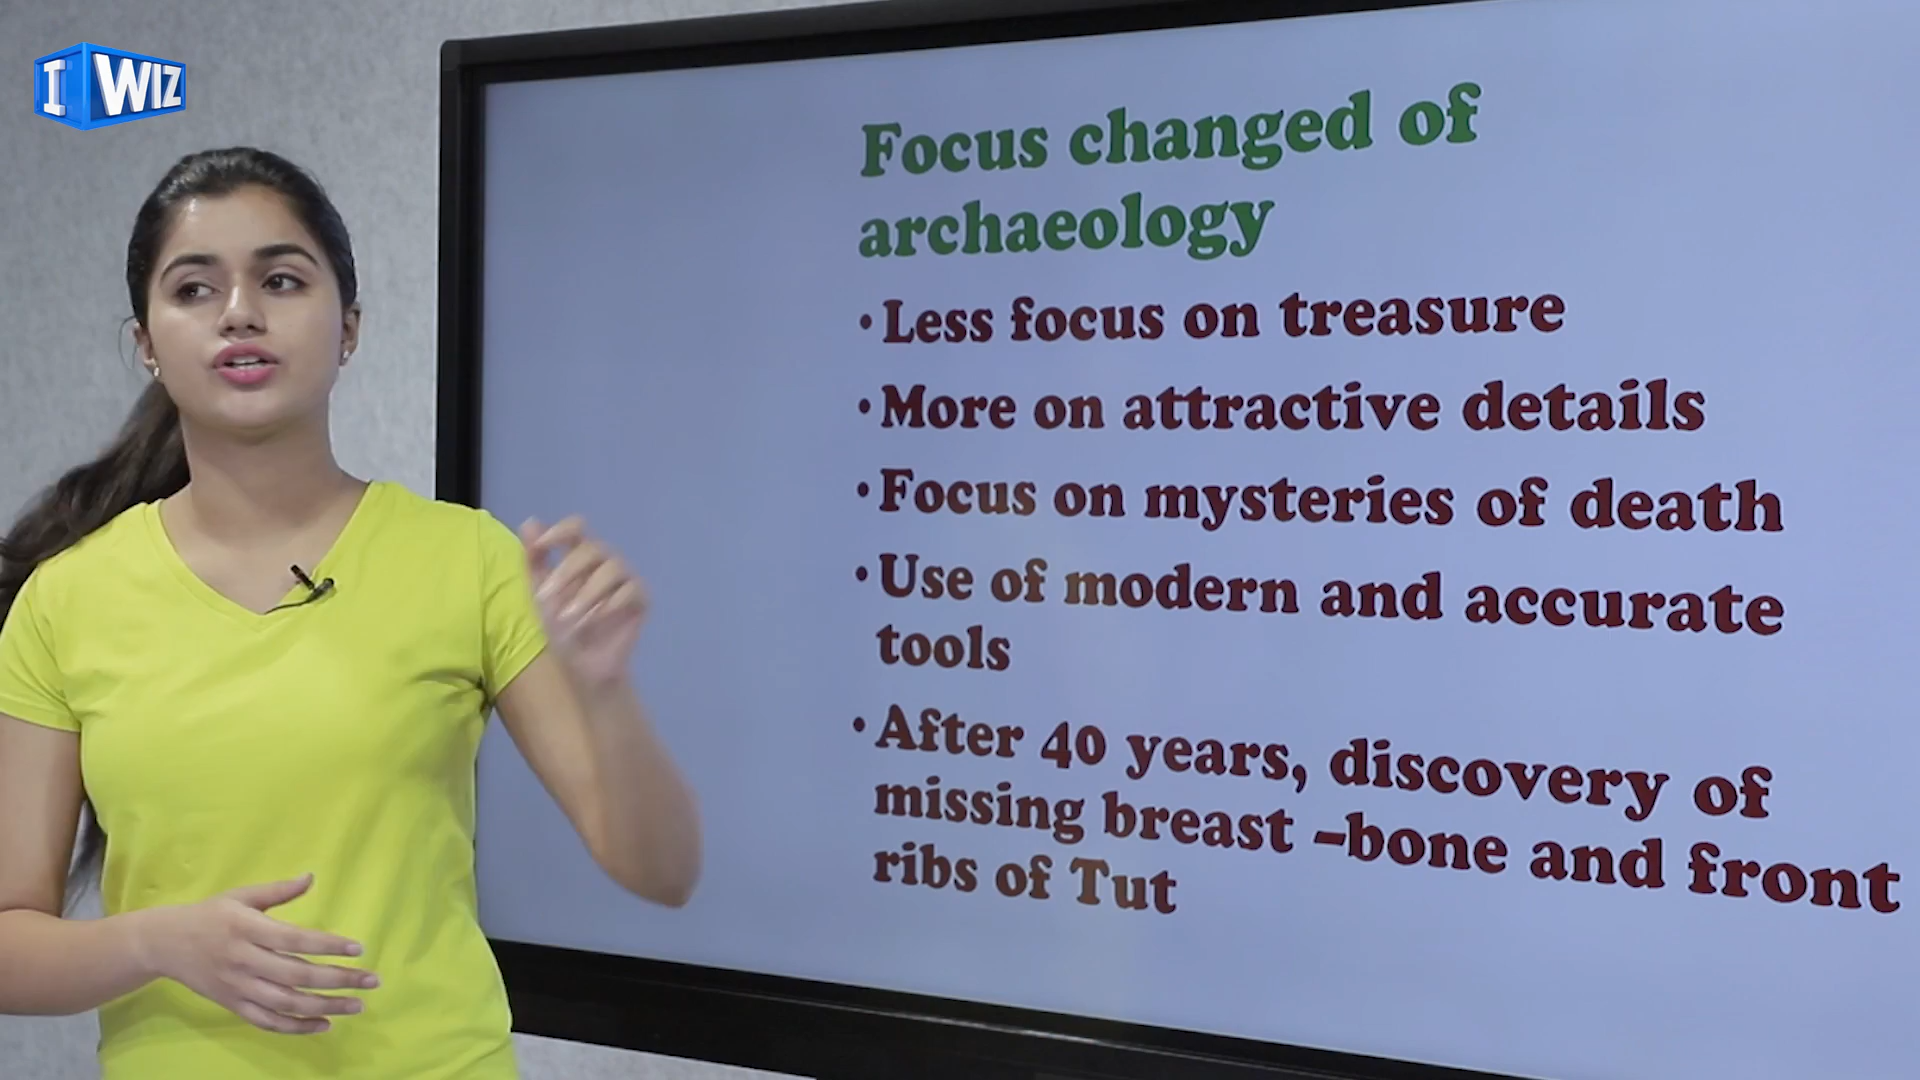 I WIZ
Focus changed of
archaeology
•Less focus on treasure
•More on attractive details
•Focus on mysteries of death
•Use of modern and accurate
tools
•After 40 years, discovery of
missing breast –bone and front
ribs of Tut